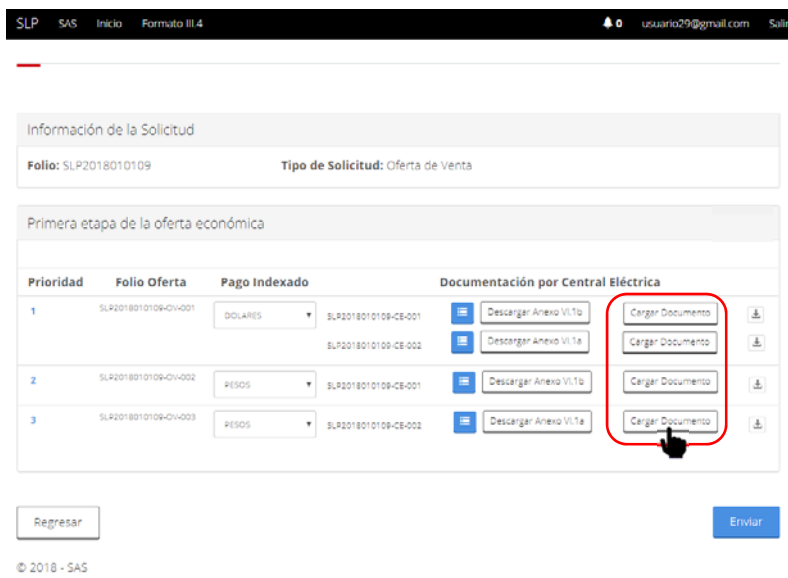 SLP SAS Inicio Formato III.4 0 usuario29@gmail.com Salir
Información de la Solicitud
Folio: SLP2018010109 Tipo de Solicitud: Oferta de Venta
Primera etapa de la oferta económica
Prioridad Folio Oferta Pago Indexado Documentación por Central Eléctrica
1 SLP2018010109-OV-001 DOLARES SLP2018010109-CE-001 Descargar Anexo VI.1b Cargar Documento
SLP2018010109-CE-002 Descargar Anexo VI.1a Cargar Documento
2 SLP2018010109-OV-002 PESOS SLP2018010109-CE-001 Descargar Anexo VI.1b Cargar Documento
3 SLP2018010109-OV-003 PESOS SLP2018010109-CE-002 Descargar Anexo VI.1a Cargar Documento
Regresar Enviar
© 2018 - SAS